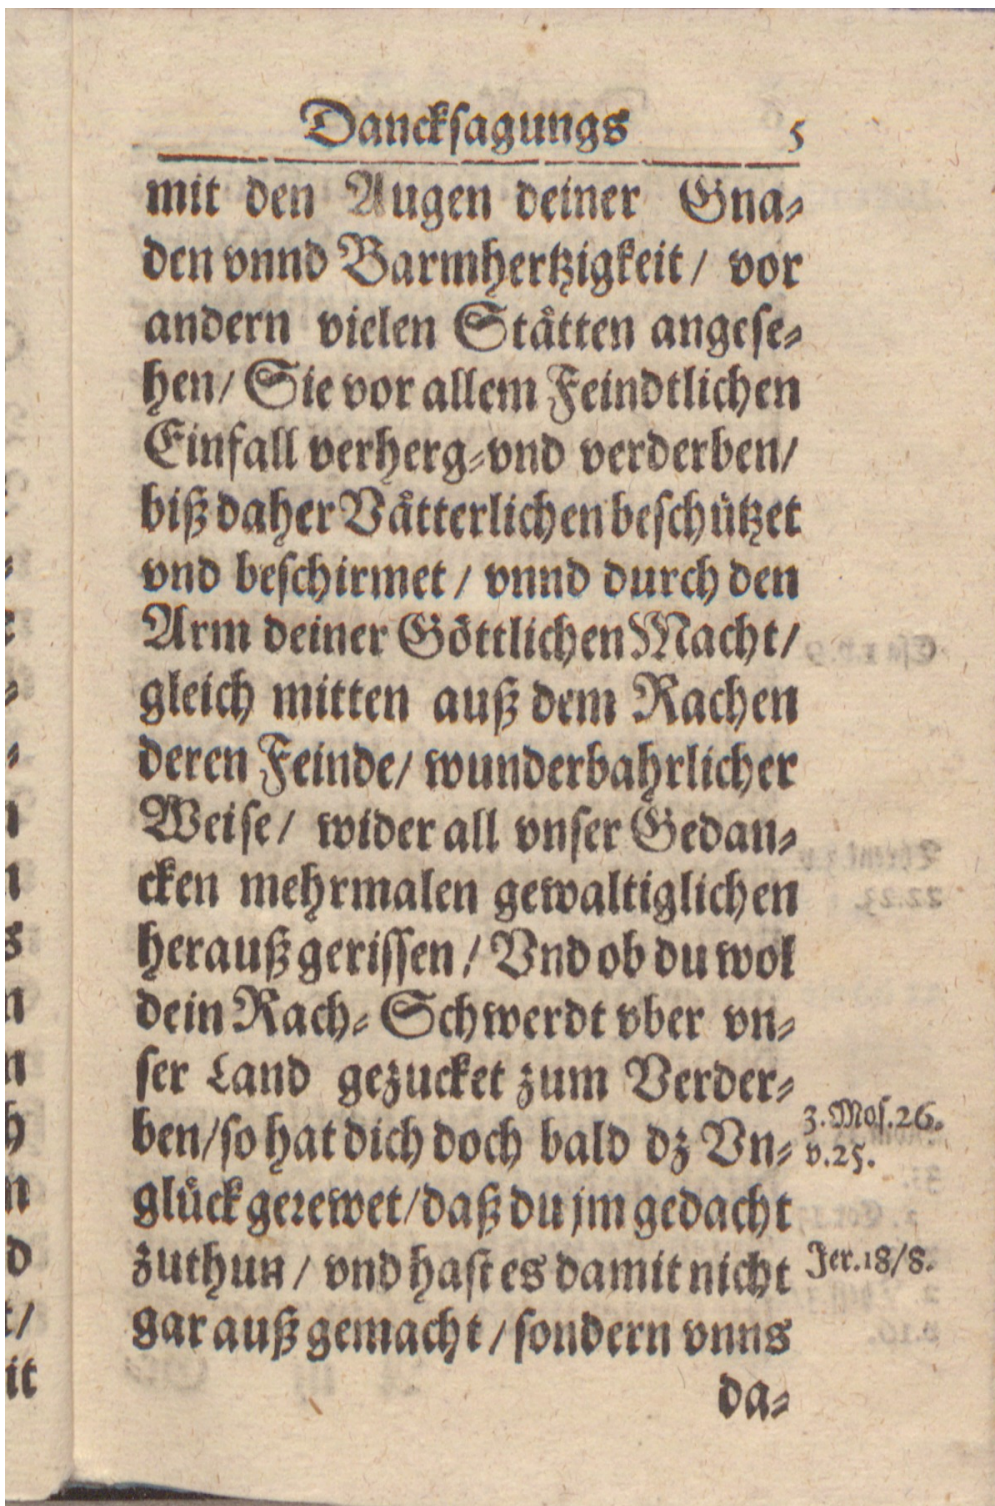 Danckſagungs 5
mit den Augen deiner Gna⸗
den vnnd Barmhertzigkeit / vor
andern vielen Stätten angeſe⸗
hen / Sie vor allem Feindtlichen
Einfall verherg⸗vnd verderben /
biß daher Vätterlichen beſchützet
vnd beſchirmet / vnnd durch den
Arm deiner Göttlichen Macht /
gleich mitten auß dem Rachen
deren Feinde / wunderbahrlicher
Weiſe / wider all vnſer Gedan⸗
cken mehrmalen gewaltiglichen
herauß geriſſen / Vnd ob du wol
dein Rach⸗ Schwerdt vber vn⸗
ſer Land gezucket zum Verder⸗
ben / ſo hat dich doch bald dz Vn⸗
3. Moſ. 26.
v. 25.
glück gerewet / daß du jm gedacht
zuthun / vnd haſt es damit nicht
Jer. 18 / 8.
gar auß gemacht / ſondern vnns
da⸗